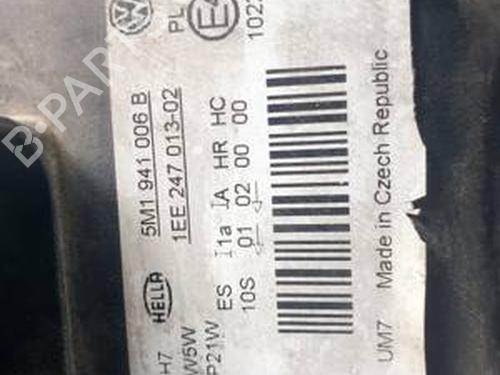 PL E4
5M1 941 006 B
1EE 247 013-02
HELLA
ES I1a IA HR HC
10S 01 02 00 00
H7
W5W
P21W
UM7 Made in Czech Republic
B-PARTS